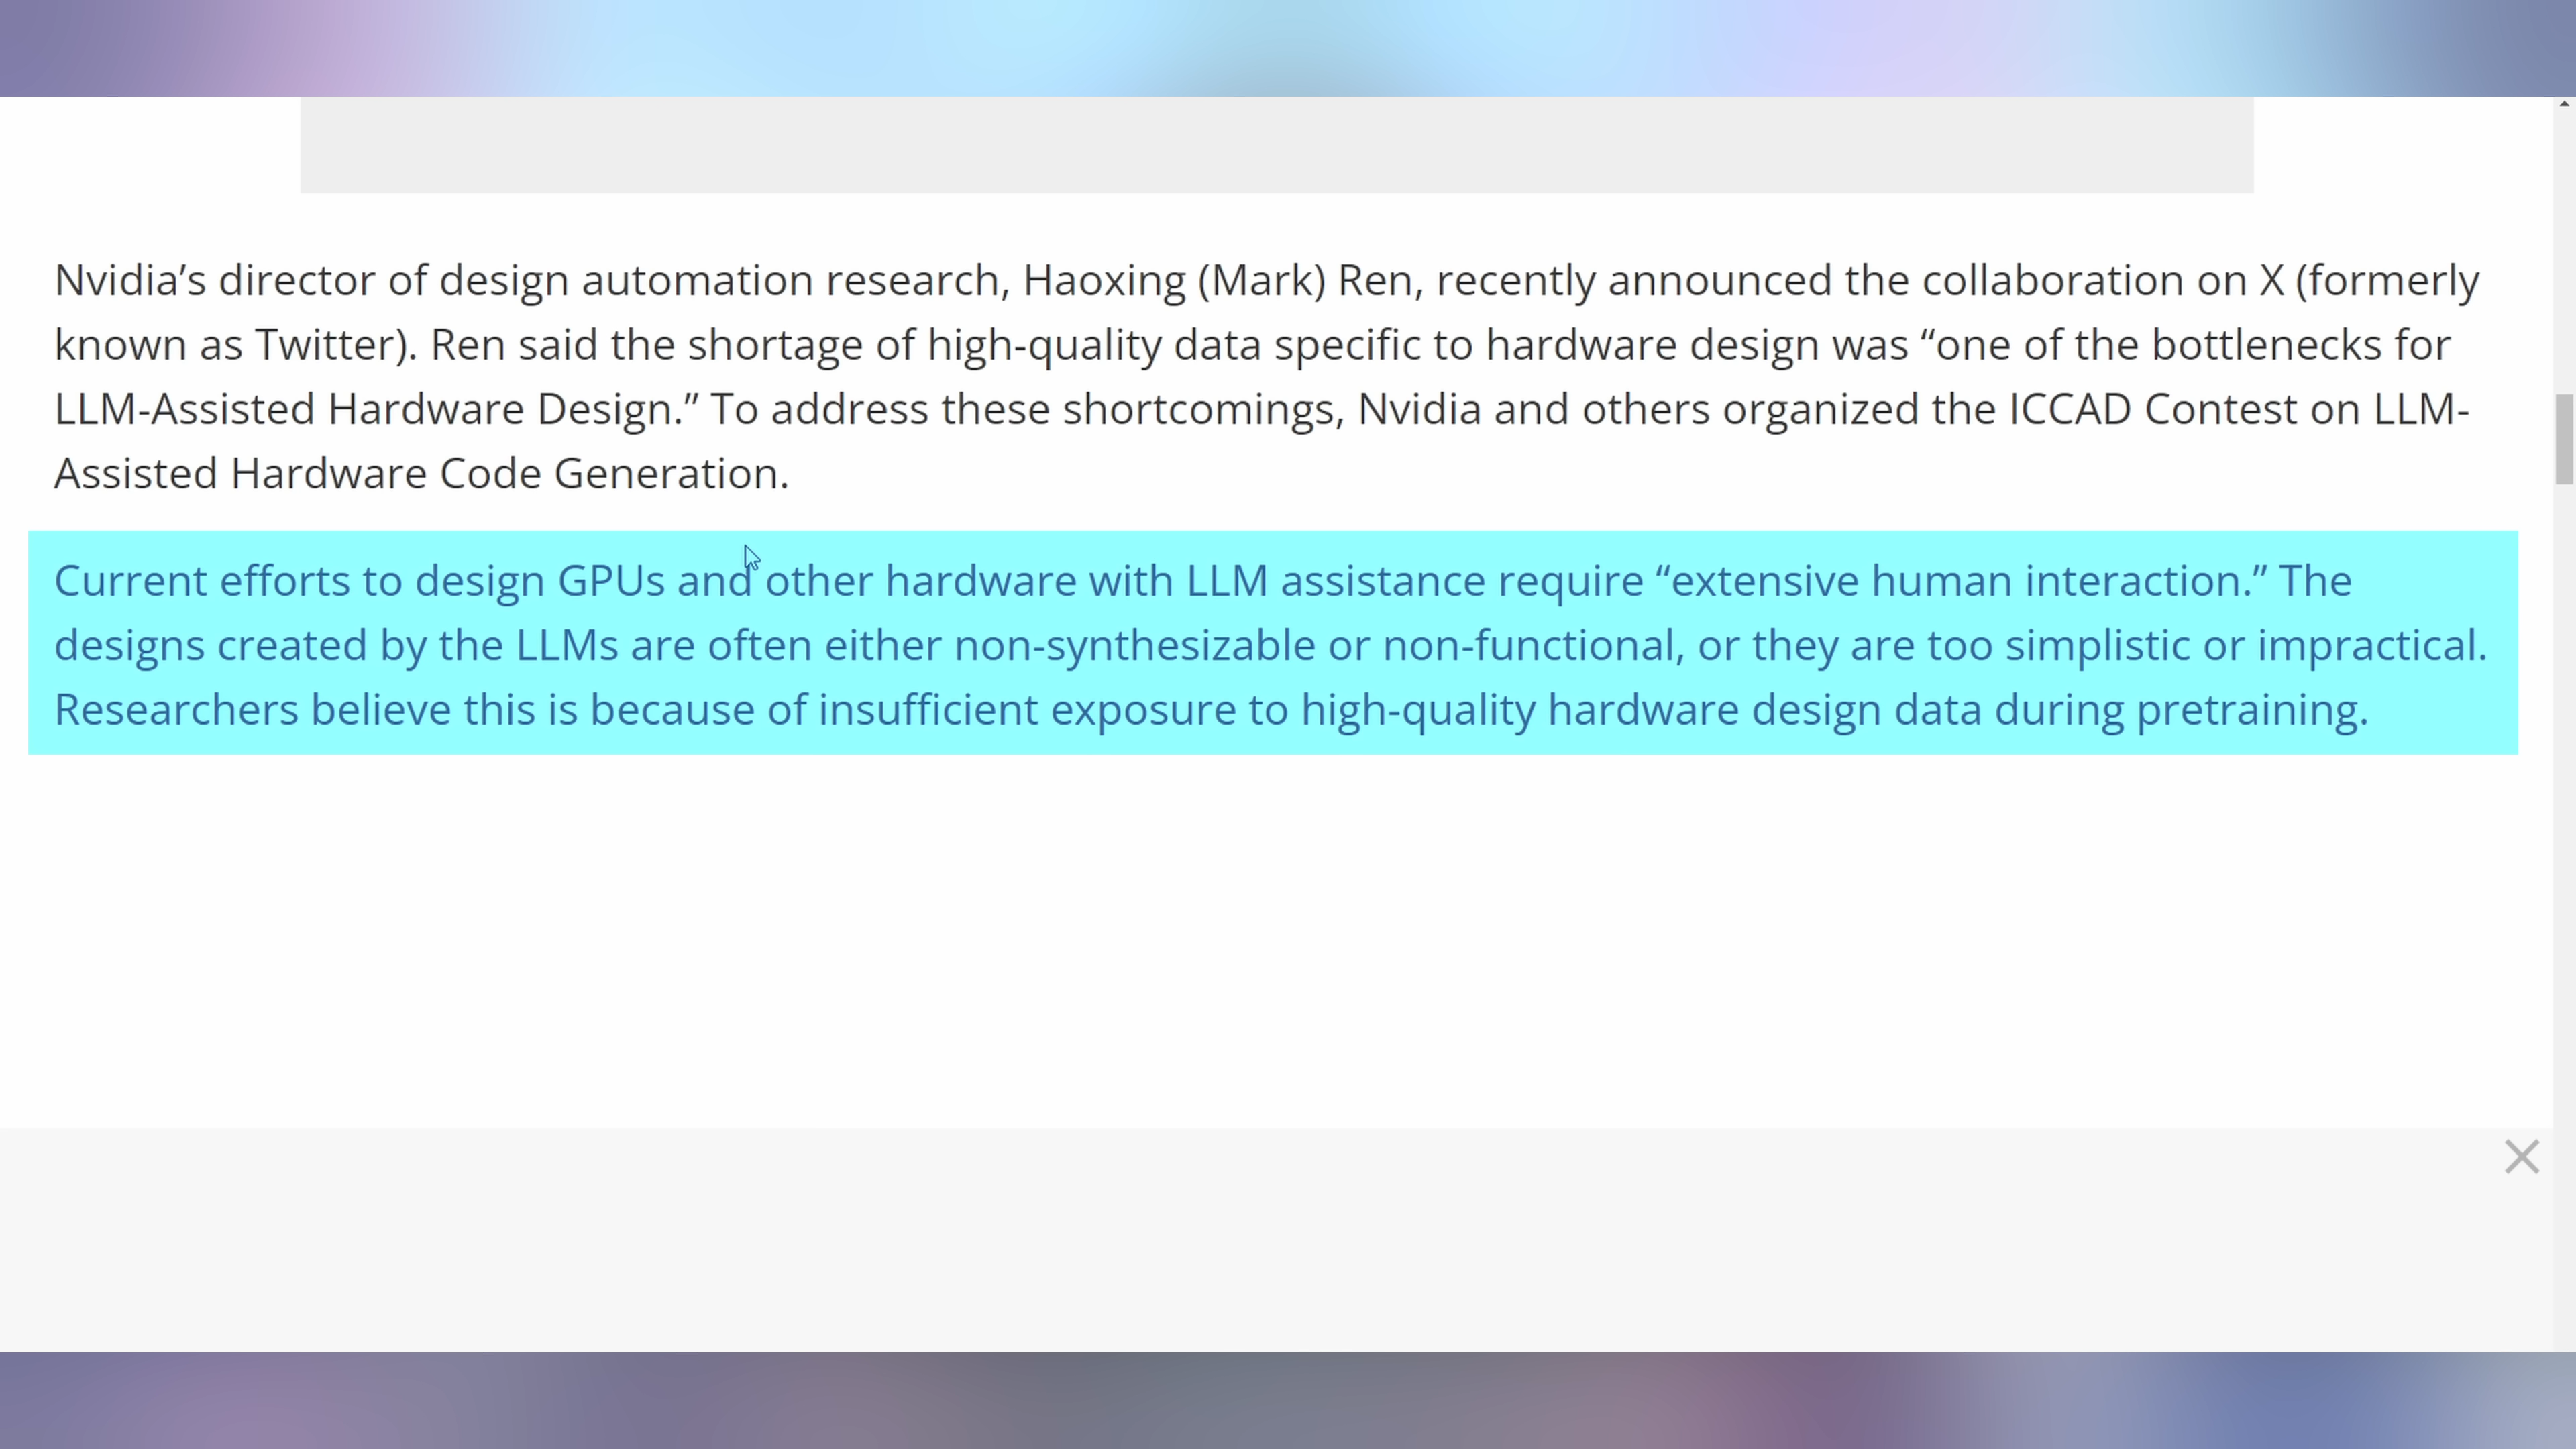 Nvidia’s director of design automation research, Haoxing (Mark) Ren, recently announced the collaboration on X (formerly
known as Twitter). Ren said the shortage of high-quality data specific to hardware design was “one of the bottlenecks for
LLM-Assisted Hardware Design.” To address these shortcomings, Nvidia and others organized the ICCAD Contest on LLM-
Assisted Hardware Code Generation.
Current efforts to design GPUs and other hardware with LLM assistance require “extensive human interaction.” The
designs created by the LLMs are often either non-synthesizable or non-functional, or they are too simplistic or impractical.
Researchers believe this is because of insufficient exposure to high-quality hardware design data during pretraining.